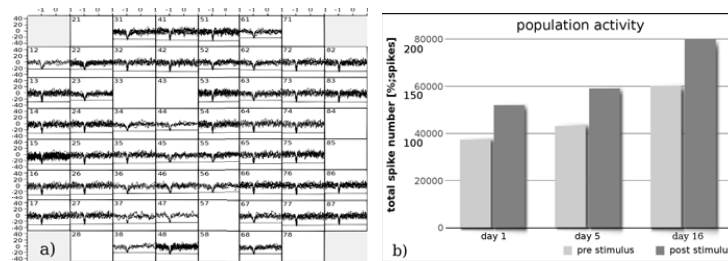 21 31 41 51 61 71
12 22 32 42 52 62 72 82
13 23 33 43 53 63 73 83
14 24 34 44 54 64 74 84
15 25 35 45 55 65 75 85
16 26 36 46 56 66 76 86
17 27 37 47 57 67 77 87
28 38 48 58 68 78
a)
population activity
total spike number [%;spikes]
80000
200
60000
150
40000
100
20000
0
day 1 day 5 day 16
pre stimulus post stimulu
b)